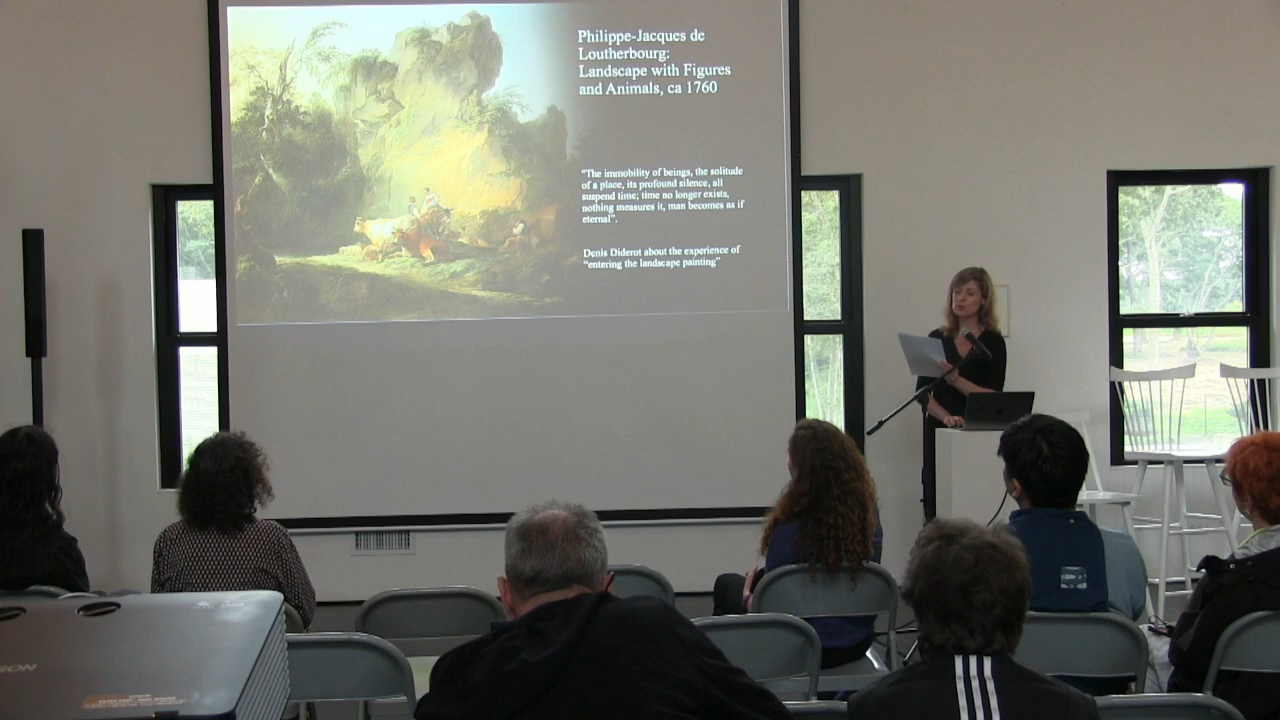 Philippe-Jacques de
Loutherbourg:
Landscape with Figures
and Animals, ca 1760
"The immobility of beings, the solitude
of a place, its profound silence, all
suspend time; time no longer exists,
nothing measures it, man becomes as if
eternal".
Denis Diderot about the experience of
"entering the landscape painting"
SON